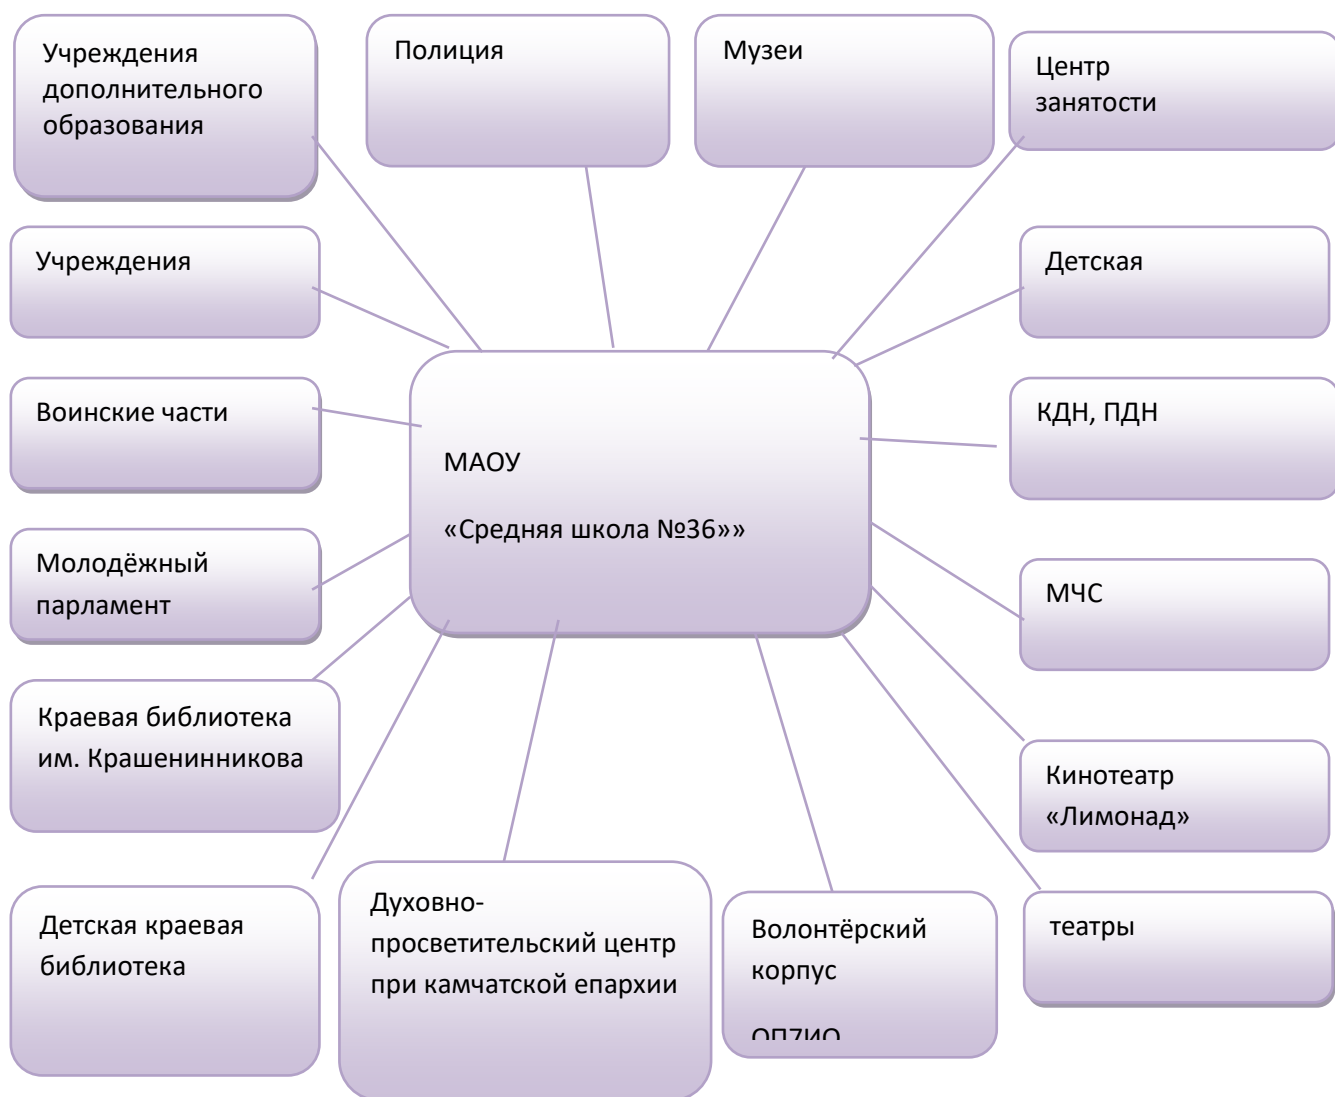 Учреждения
дополнительного
образования
Полиция
Музеи
Центр
занятости
Учреждения
Детская
Воинские части
КДН, ПДН
МАОУ
«Средняя школа №36»»
Молодёжный
парламент
МЧС
Краевая библиотека
им. Крашенинникова
Кинотеатр
«Лимонад»
Детская краевая
библиотека
Духовно-
просветительский центр
при камчатской епархии
Волонтёрский
корпус
театры